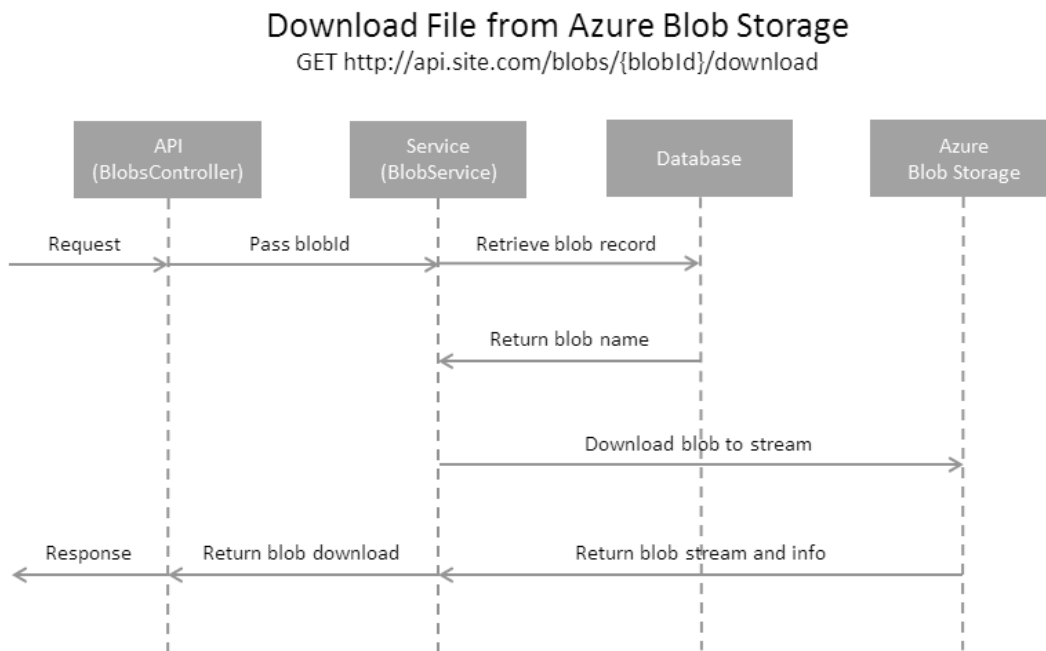 Download File from Azure Blob Storage
GET http://api.site.com/blobs/{blobId}/download
API
(BlobsController)
Service
(BlobService)
Database
Azure
Blob Storage
Request
Pass blobId
Retrieve blob record
Return blob name
Download blob to stream
Response
Return blob download
Return blob stream and info